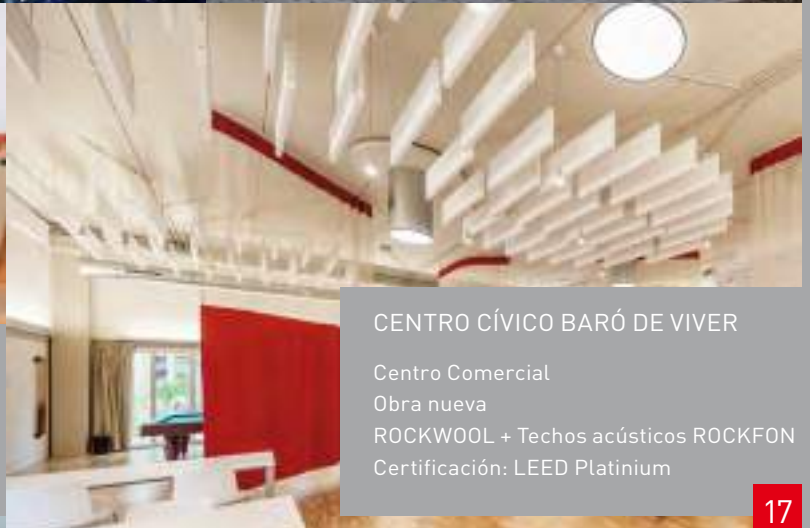 CENTRO CÍVICO BARÓ DE VIVER
Centro Comercial
Obra nueva
ROCKWOOL + Techos acústicos ROCKFON
Certificación: LEED Platinium
17